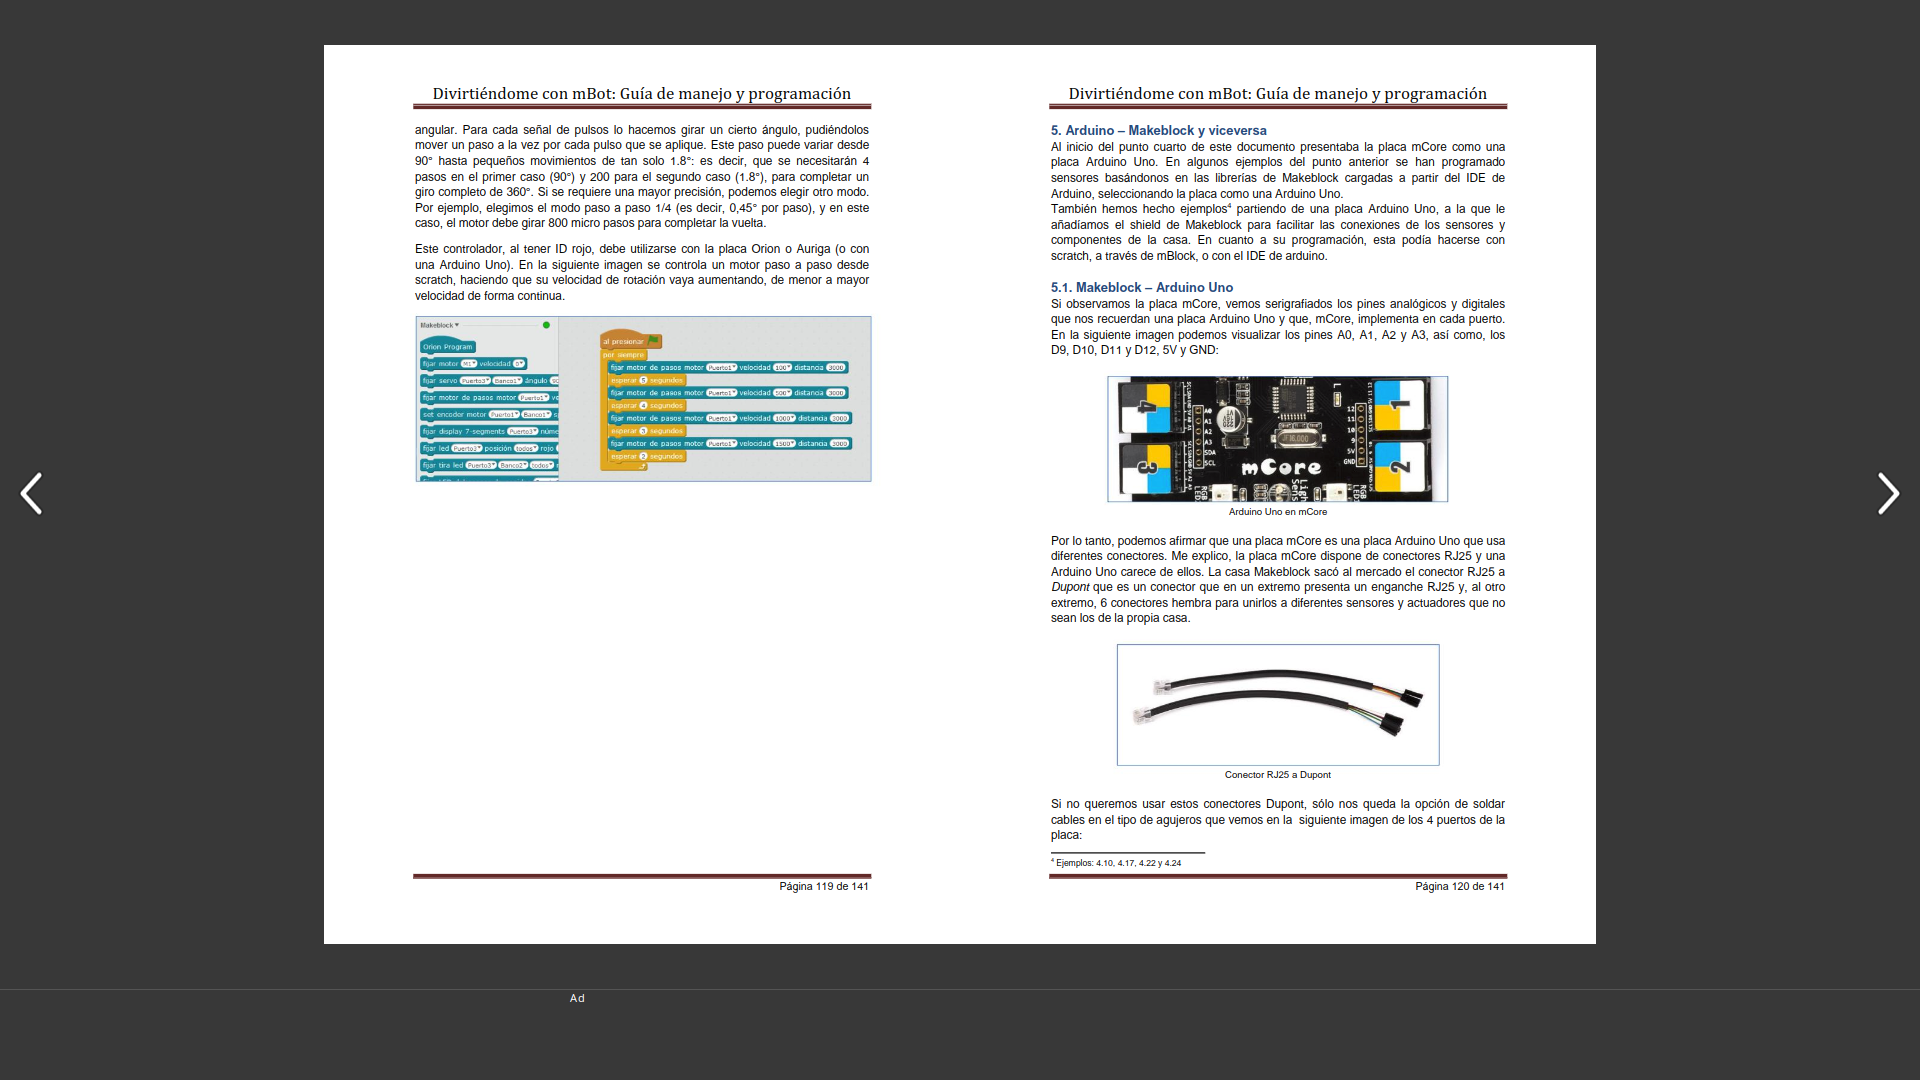 Divirtiéndome con mBot: Guía de manejo y programación
angular. Para cada señal de pulsos lo hacemos girar un cierto ángulo, pudiéndolos
mover un paso a la vez por cada pulso que se aplique. Este paso puede variar desde
90° hasta pequeños movimientos de tan solo 1.8°: es decir, que se necesitarán 4
pasos en el primer caso (90°) y 200 para el segundo caso (1.8°), para completar un
giro completo de 360°. Si se requiere una mayor precisión, podemos elegir otro modo.
Por ejemplo, elegimos el modo paso a paso 1/4 (es decir, 0,45° por paso), y en este
caso, el motor debe girar 800 micro pasos para completar la vuelta.
Este controlador, al tener ID rojo, debe utilizarse con la placa Orion o Auriga (o con
una Arduino Uno). En la siguiente imagen se controla un motor paso a paso desde
scratch, haciendo que su velocidad de rotación vaya aumentando, de menor a mayor
velocidad de forma continua.
Makeblock
Orion Program
fijar motor M1 velocidad 0
fijar servo Puerto3 Banco1 ángulo 90
fijar motor de pasos motor Puerto1 ve
set encoder motor Puerto1 Banco1 s
fijar display 7-segments Puerto3 núme
fijar led Puerto3 posición todos rojo
fijar tira led Puerto3 Banco2 todos
al presionar
por siempre
fijar motor de pasos motor Puerto1 velocidad 100 distancia 3000
esperar 5 segundos
fijar motor de pasos motor Puerto1 velocidad 500 distancia 3000
esperar 4 segundos
fijar motor de pasos motor Puerto1 velocidad 1000 distancia 3000
esperar 3 segundos
fijar motor de pasos motor Puerto1 velocidad 1500 distancia 3000
esperar 2 segundos
Página 119 de 141
Divirtiéndome con mBot: Guía de manejo y programación
5. Arduino – Makeblock y viceversa
Al inicio del punto cuarto de este documento presentaba la placa mCore como una
placa Arduino Uno. En algunos ejemplos del punto anterior se han programado
sensores basándonos en las librerías de Makeblock cargadas a partir del IDE de
Arduino, seleccionando la placa como una Arduino Uno.
También hemos hecho ejemplos⁴ partiendo de una placa Arduino Uno, a la que le
añadíamos el shield de Makeblock para facilitar las conexiones de los sensores y
componentes de la casa. En cuanto a su programación, esta podía hacerse con
scratch, a través de mBlock, o con el IDE de arduino.
5.1. Makeblock – Arduino Uno
Si observamos la placa mCore, vemos serigrafiados los pines analógicos y digitales
que nos recuerdan una placa Arduino Uno y que, mCore, implementa en cada puerto.
En la siguiente imagen podemos visualizar los pines A0, A1, A2 y A3, así como, los
D9, D10, D11 y D12, 5V y GND:
4
3
A0
A1
A2
A3
SDA
SCL
L
JF16.000
mCore
12
11
10
9
5V
GND
1
2
RGB
LED
Ligh
Sens
RGB
LED
Arduino Uno en mCore
Por lo tanto, podemos afirmar que una placa mCore es una placa Arduino Uno que usa
diferentes conectores. Me explico, la placa mCore dispone de conectores RJ25 y una
Arduino Uno carece de ellos. La casa Makeblock sacó al mercado el conector RJ25 a
Dupont que es un conector que en un extremo presenta un enganche RJ25 y, al otro
extremo, 6 conectores hembra para unirlos a diferentes sensores y actuadores que no
sean los de la propia casa.
Conector RJ25 a Dupont
Si no queremos usar estos conectores Dupont, sólo nos queda la opción de soldar
cables en el tipo de agujeros que vemos en la siguiente imagen de los 4 puertos de la
placa:
⁴ Ejemplos: 4.10, 4.17, 4.22 y 4.24
Página 120 de 141
Ad